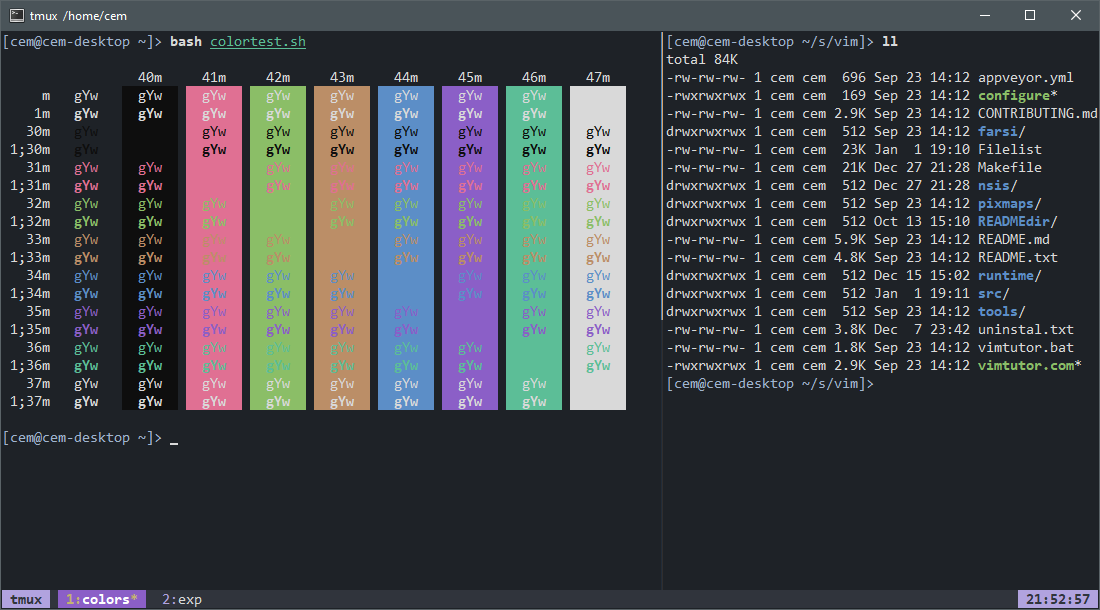 tmux /home/cem
[cem@cem-desktop ~]> bash colortest.sh
40m 41m 42m 43m 44m 45m 46m 47m
m gYw gYw gYw gYw gYw gYw gYw gYw
1m gYw gYw gYw gYw gYw gYw gYw gYw
30m gYw gYw gYw gYw gYw gYw gYw gYw
1;30m gYw gYw gYw gYw gYw gYw gYw gYw
31m gYw gYw gYw gYw gYw gYw gYw gYw
1;31m gYw gYw gYw gYw gYw gYw gYw gYw
32m gYw gYw gYw gYw gYw gYw gYw gYw
1;32m gYw gYw gYw gYw gYw gYw gYw gYw
33m gYw gYw gYw gYw gYw gYw gYw gYw
1;33m gYw gYw gYw gYw gYw gYw gYw gYw
34m gYw gYw gYw gYw gYw gYw gYw gYw
1;34m gYw gYw gYw gYw gYw gYw gYw gYw
35m gYw gYw gYw gYw gYw gYw gYw gYw
1;35m gYw gYw gYw gYw gYw gYw gYw gYw
36m gYw gYw gYw gYw gYw gYw gYw gYw
1;36m gYw gYw gYw gYw gYw gYw gYw gYw
37m gYw gYw gYw gYw gYw gYw gYw gYw
1;37m gYw gYw gYw gYw gYw gYw gYw gYw
[cem@cem-desktop ~]> _
[cem@cem-desktop ~/s/vim]> ll
total 84K
-rw-rw-rw- 1 cem cem  696 Sep 23 14:12 appveyor.yml
-rwxrwxrwx 1 cem cem  169 Sep 23 14:12 configure*
-rw-rw-rw- 1 cem cem 2.9K Sep 23 14:12 CONTRIBUTING.md
drwxrwxrwx 1 cem cem  512 Sep 23 14:12 farsi/
-rw-rw-rw- 1 cem cem  23K Jan  1 19:10 Filelist
-rw-rw-rw- 1 cem cem  21K Dec 27 21:28 Makefile
drwxrwxrwx 1 cem cem  512 Dec 27 21:28 nsis/
drwxrwxrwx 1 cem cem  512 Sep 23 14:12 pixmaps/
drwxrwxrwx 1 cem cem  512 Oct 13 15:10 READMEdir/
-rw-rw-rw- 1 cem cem 5.9K Sep 23 14:12 README.md
-rw-rw-rw- 1 cem cem 4.8K Sep 23 14:12 README.txt
drwxrwxrwx 1 cem cem  512 Dec 15 15:02 runtime/
drwxrwxrwx 1 cem cem  512 Jan  1 19:11 src/
drwxrwxrwx 1 cem cem  512 Sep 23 14:12 tools/
-rw-rw-rw- 1 cem cem 3.8K Dec  7 23:42 uninstal.txt
-rw-rw-rw- 1 cem cem 1.8K Sep 23 14:12 vimtutor.bat
-rwxrwxrwx 1 cem cem 2.9K Sep 23 14:12 vimtutor.com*
[cem@cem-desktop ~/s/vim]>
tmux 1:colors* 2:exp 21:52:57